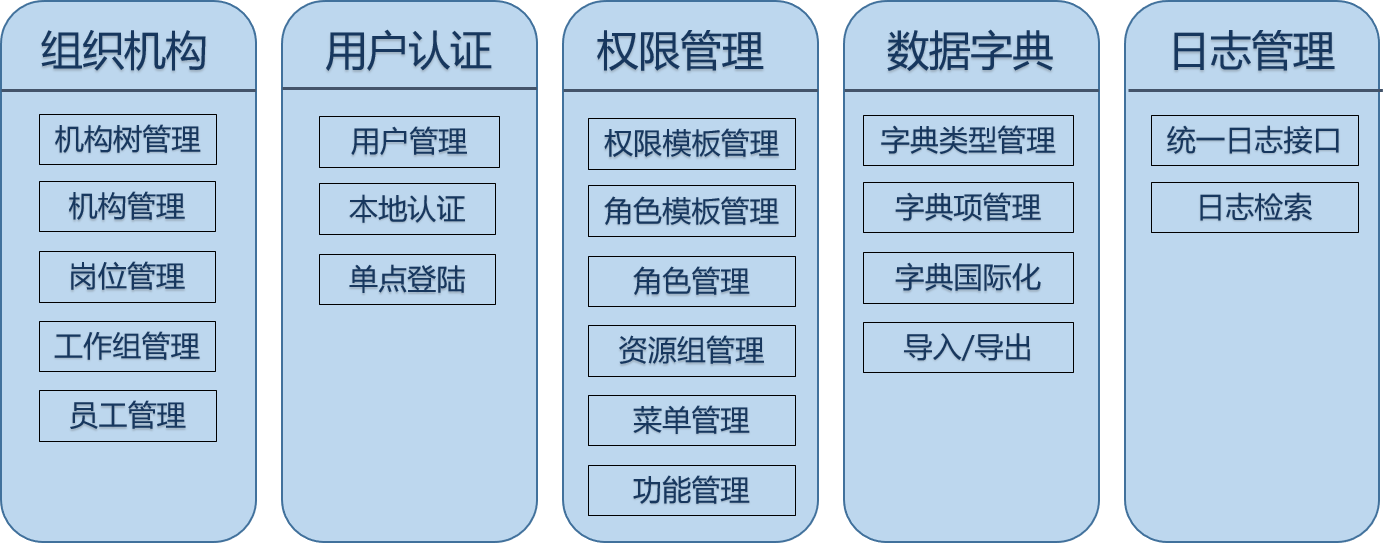 组织机构
机构树管理
机构管理
岗位管理
工作组管理
员工管理
用户认证
用户管理
本地认证
单点登陆
权限管理
权限模板管理
角色模板管理
角色管理
资源组管理
菜单管理
功能管理
数据字典
字典类型管理
字典项管理
字典国际化
导入/导出
日志管理
统一日志接口
日志检索